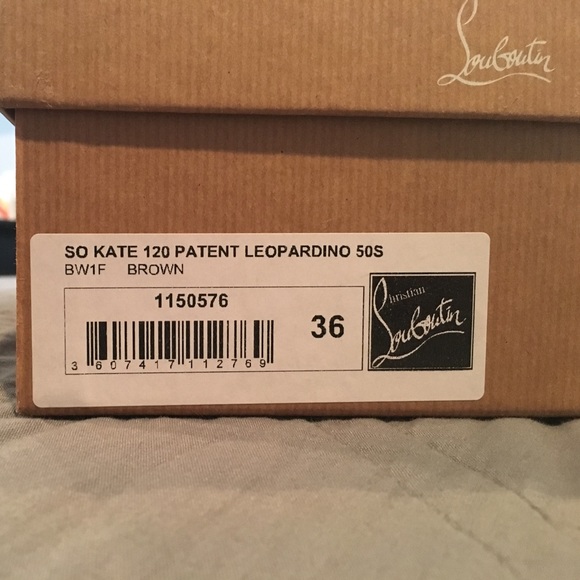 Louboutin
SO KATE 120 PATENT LEOPARDINO 50S
BW1F BROWN
1150576
3 607417 112769
36
Christian
Louboutin